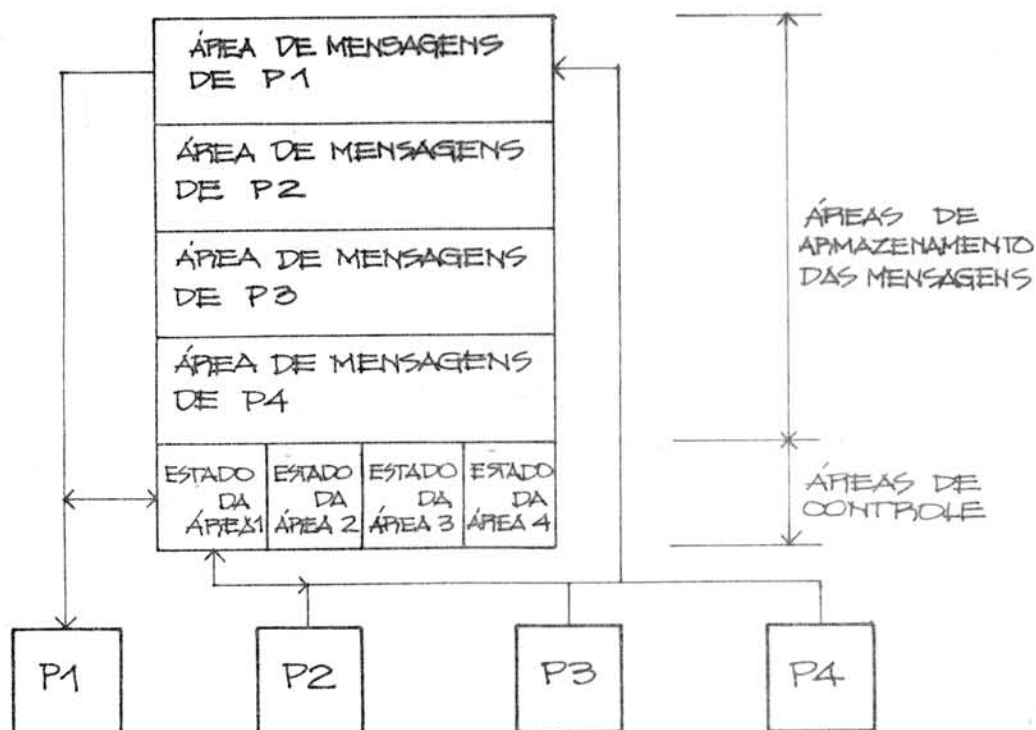 ÁREA DE MENSAGENS
DE P1
ÁREA DE MENSAGENS
DE P2
ÁREA DE MENSAGENS
DE P3
ÁREA DE MENSAGENS
DE P4
ÁREAS DE
ARMAZENAMENTO
DAS MENSAGENS
ESTADO
DA
ÁREA1
ESTADO
DA
ÁREA 2
ESTADO
DA
ÁREA 3
ESTADO
DA
ÁREA 4
ÁREAS DE
CONTROLE
P1
P2
P3
P4